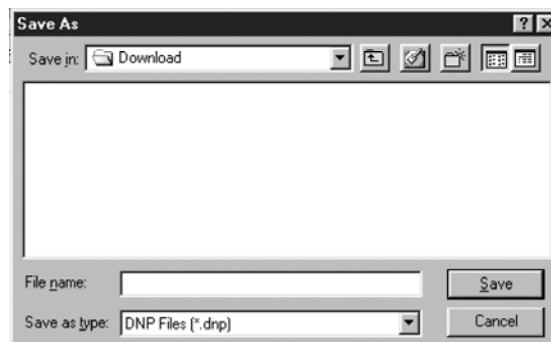 Save As
Save in: Download
File name:
Save
Save as type: DNP Files (*.dnp)
Cancel